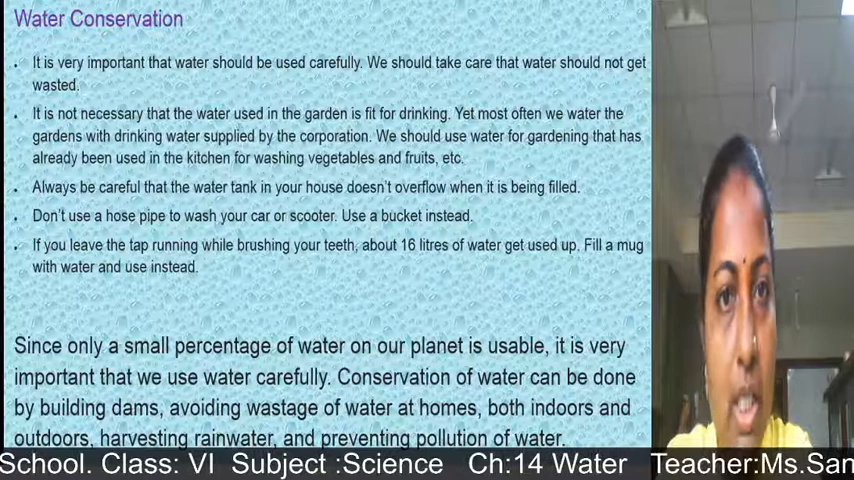 Water Conservation
It is very important that water should be used carefully. We should take care that water should not get
wasted.
It is not necessary that the water used in the garden is fit for drinking. Yet most often we water the
gardens with drinking water supplied by the corporation. We should use water for gardening that has
already been used in the kitchen for washing vegetables and fruits, etc.
Always be careful that the water tank in your house doesn't overflow when it is being filled.
Don't use a hose pipe to wash your car or scooter. Use a bucket instead.
If you leave the tap running while brushing your teeth, about 16 litres of water get used up. Fill a mug
with water and use instead.
Since only a small percentage of water on our planet is usable, it is very
important that we use water carefully. Conservation of water can be done
by building dams, avoiding wastage of water at homes, both indoors and
outdoors, harvesting rainwater, and preventing pollution of water.
School. Class: VI Subject :Science Ch:14 Water Teacher:Ms.San